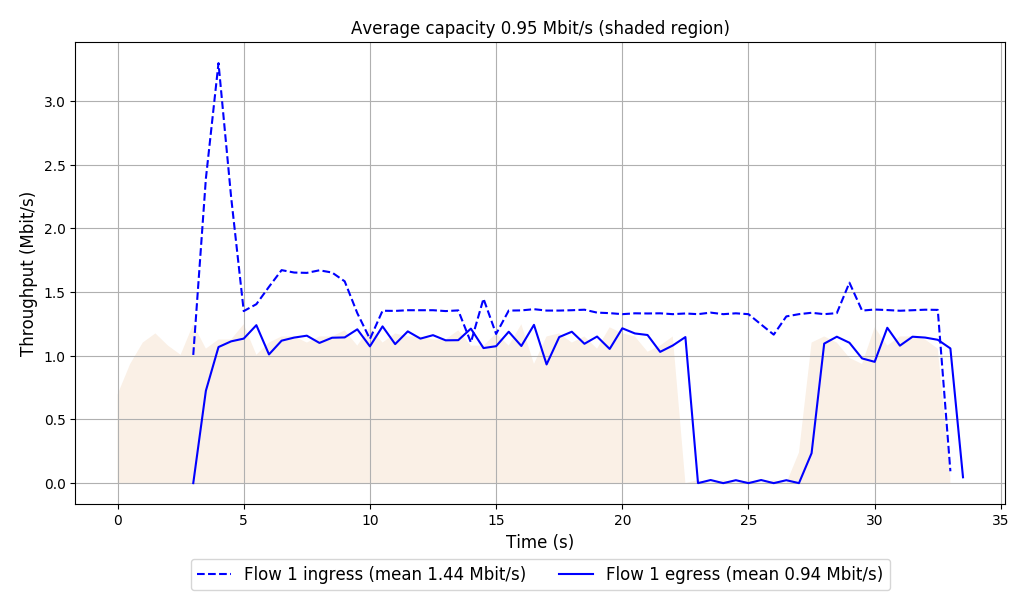 Average capacity 0.95 Mbit/s (shaded region)
Throughput (Mbit/s)
3.0
2.5
2.0
1.5
1.0
0.5
0.0
0 5 10 15 20 25 30 35
Time (s)
Flow 1 ingress (mean 1.44 Mbit/s) Flow 1 egress (mean 0.94 Mbit/s)